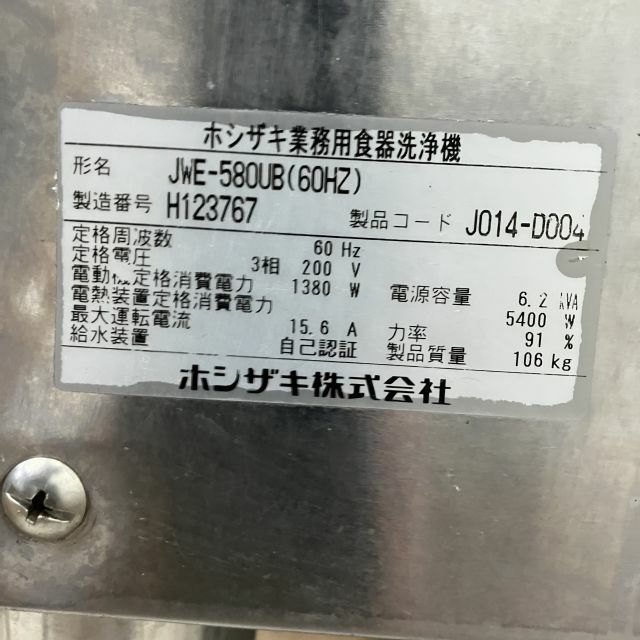 ホシザキ業務用食器洗浄機
形名 JWE-580UB(60HZ)
製造番号 H123767 製品コード J014-D004
定格周波数 60 Hz
定格電圧 3相 200 V
電動機定格消費電力 1380 W 電源容量 6.2 kVA
電熱装置定格消費電力 5400 W
最大運転電流 15.6 A 力率 91 %
給水装置 自己認証 製品質量 106 kg
ホシザキ株式会社